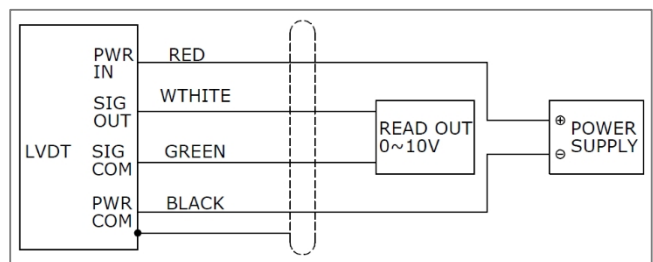 PWR
IN
RED
SIG
OUT
WTHITE
LVDT
SIG
COM
GREEN
PWR
COM
BLACK
READ OUT
0~10V
⊕ POWER
⊖ SUPPLY